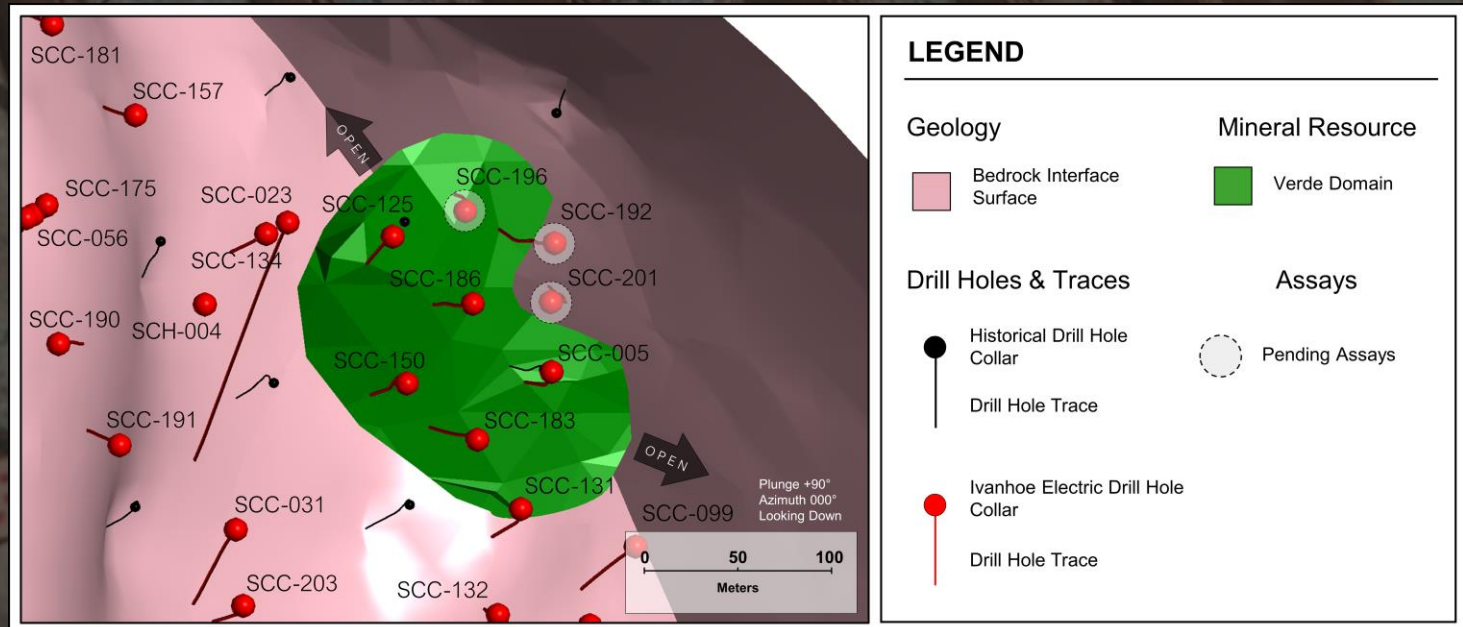 SCC-181
SCC-157
OPEN
SCC-175
SCC-023
SCC-196
SCC-125
SCC-192
SCC-056
SCC-134
SCC-186
SCC-201
SCC-190
SCH-004
SCC-150
SCC-005
SCC-191
SCC-183
OPEN
SCC-131
Plunge +90°
Azimuth 000°
Looking Down
SCC-031
SCC-099
0 50 100
Meters
SCC-203
SCC-132
LEGEND
Geology
Bedrock Interface
Surface
Mineral Resource
Verde Domain
Drill Holes & Traces
Historical Drill Hole
Collar
Drill Hole Trace
Ivanhoe Electric Drill Hole
Collar
Drill Hole Trace
Assays
Pending Assays